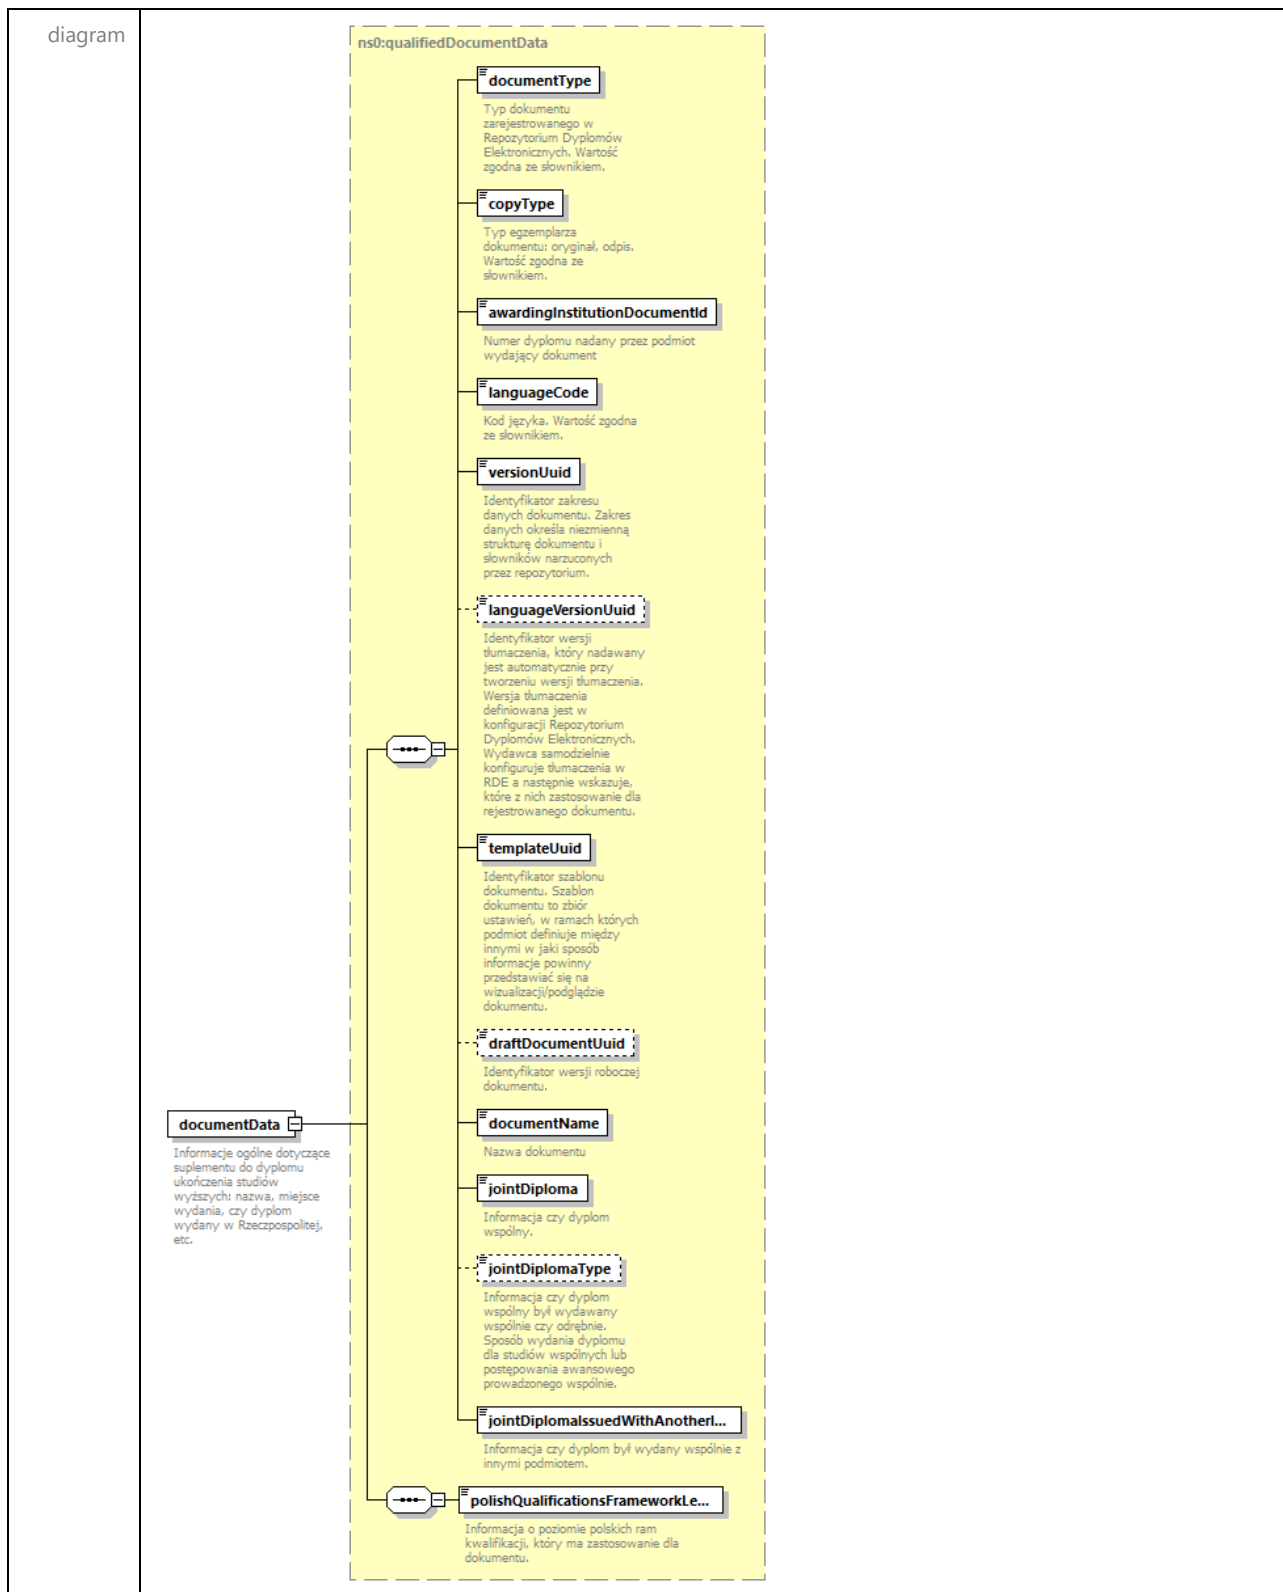 diagram
ns0:qualifiedDocumentData
documentType
Typ dokumentu
zarejestrowanego w
Repozytorium Dyplomów
Elektronicznych. Wartość
zgodna ze słownikiem.
copyType
Typ egzemplarza
dokumentu: oryginał, odpis.
Wartość zgodna ze
słownikiem.
awardingInstitutionDocumentId
Numer dyplomu nadany przez podmiot
wydający dokument
languageCode
Kod języka. Wartość zgodna
ze słownikiem.
versionUuid
Identyfikator zakresu
danych dokumentu. Zakres
danych określa niezmienną
strukturę dokumentu i
słowników narzuconych
przez repozytorium.
languageVersionUuid
Identyfikator wersji
tłumaczenia, który nadawany
jest automatycznie przy
tworzeniu wersji tłumaczenia.
Wersja tłumaczenia
definiowana jest w
konfiguracji Repozytorium
Dyplomów Elektronicznych.
Wydawca samodzielnie
konfiguruje tłumaczenia w
RDE a następnie wskazuje,
które z nich zastosowanie dla
rejestrowanego dokumentu.
templateUuid
Identyfikator szablonu
dokumentu. Szablon
dokumentu to zbiór
ustawień, w ramach których
podmiot definiuje między
innymi w jaki sposób
informacje powinny
przedstawiać się na
wizualizacji/podglądzie
dokumentu.
draftDocumentUuid
Identyfikator wersji roboczej
dokumentu.
documentName
Nazwa dokumentu
documentData
Informacje ogólne dotyczące
suplementu do dyplomu
ukończenia studiów
wyższych: nazwa, miejsce
wydania, czy dyplom
wydany w Rzeczpospolitej,
etc.
jointDiploma
Informacja czy dyplom
wspólny.
jointDiplomaType
Informacja czy dyplom
wspólny był wydawany
wspólnie czy odrębnie.
Sposób wydania dyplomu
dla studiów wspólnych lub
postępowania awansowego
prowadzonego wspólnie.
jointDiplomaIssuedWithAnotherI...
Informacja czy dyplom był wydany wspólnie z
innymi podmiotem.
polishQualificationsFrameworkLe...
Informacja o poziomie polskich ram
kwalifikacji, który ma zastosowanie dla
dokumentu.